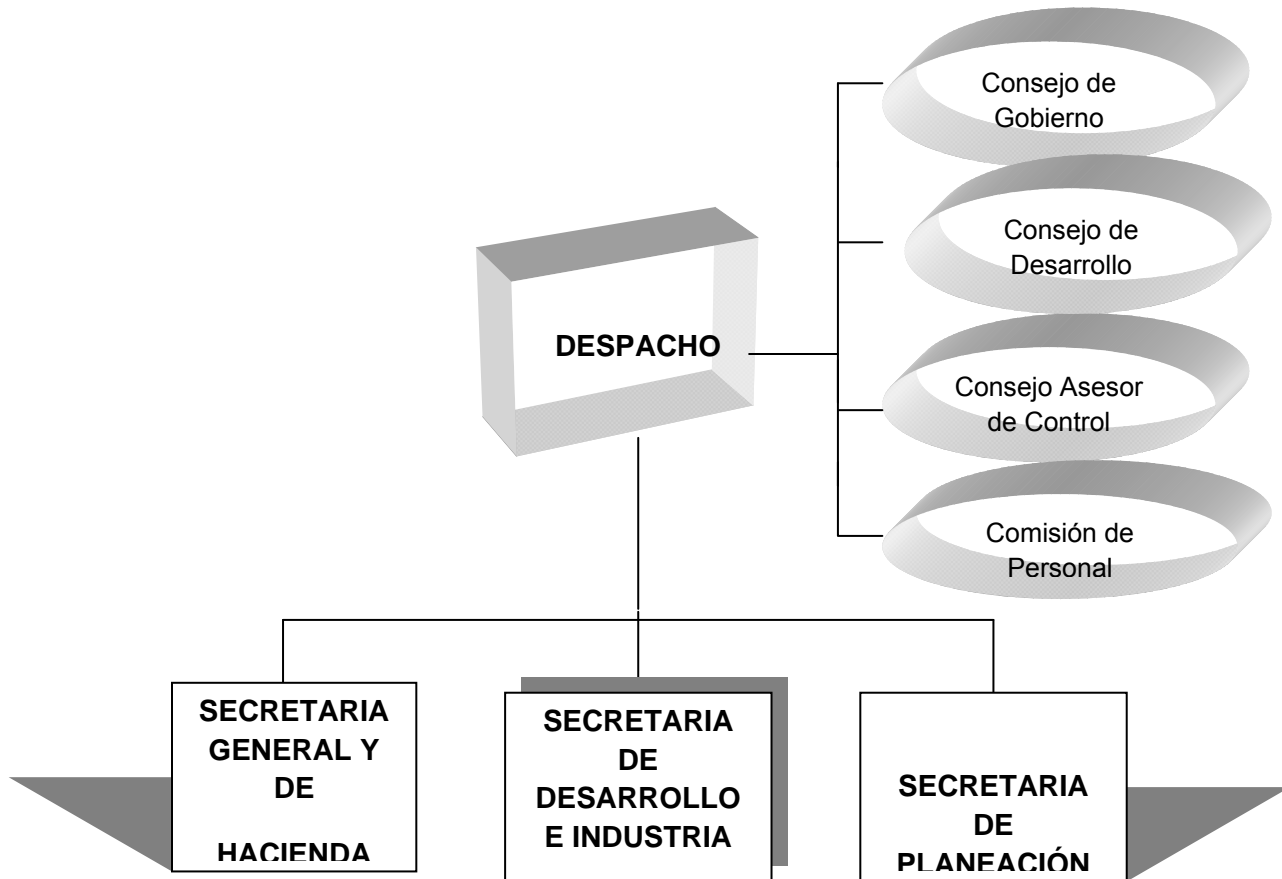 Consejo de
Gobierno
Consejo de
Desarrollo
DESPACHO
Consejo Asesor
de Control
Comisión de
Personal
SECRETARIA
GENERAL Y
DE
HACIENDA
SECRETARIA
DE
DESARROLLO
E INDUSTRIA
SECRETARIA
DE
PLANEACIÓN